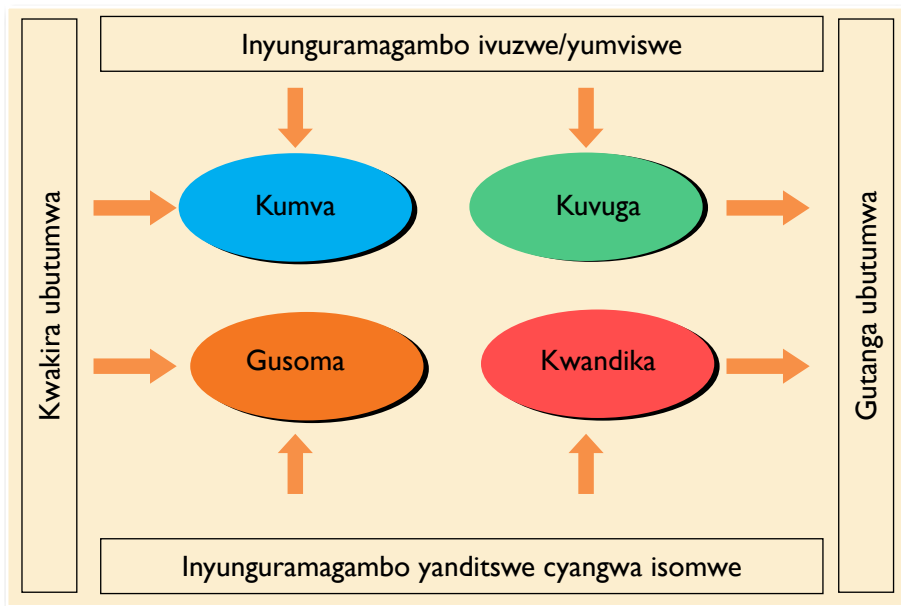 Inyunguramagambo ivuzwe/yumviswe
Kwakira ubutumwa
Kumva
Kuvuga
Gusoma
Kwandika
Gutanga ubutumwa
Inyunguramagambo yanditswe cyangwa isomwe